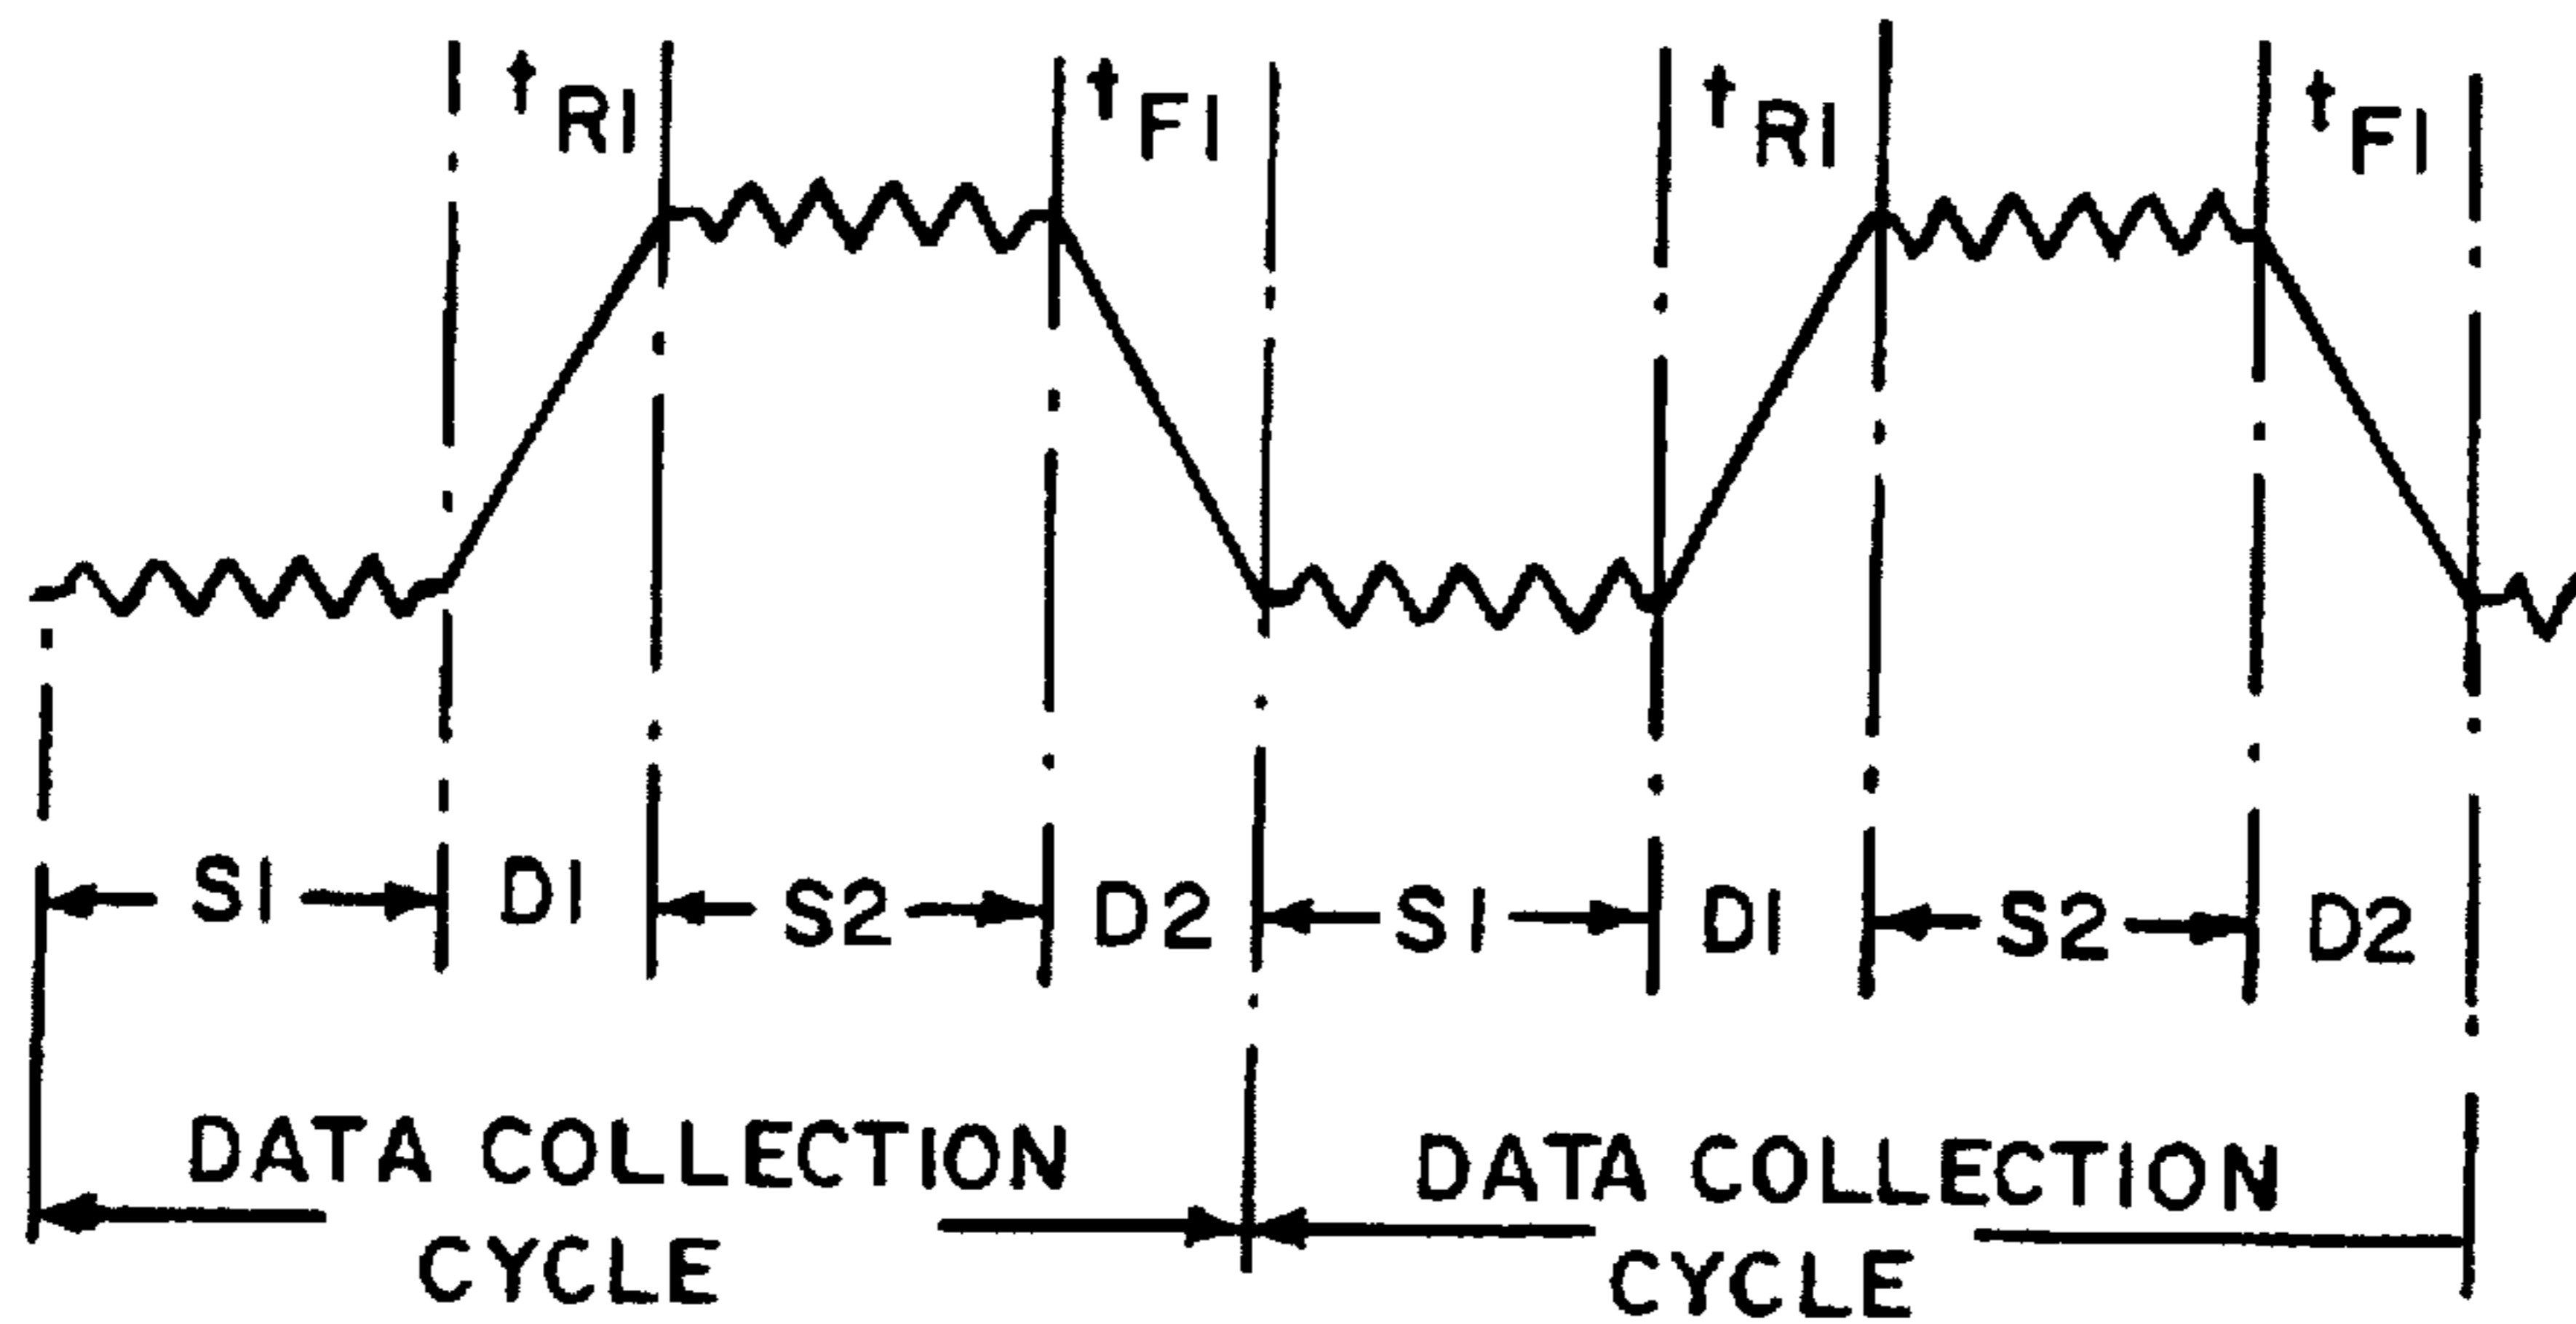 tR1 tF1 tR1 tF1
S1 D1 S2 D2 S1 D1 S2 D2
DATA COLLECTION CYCLE
DATA COLLECTION CYCLE